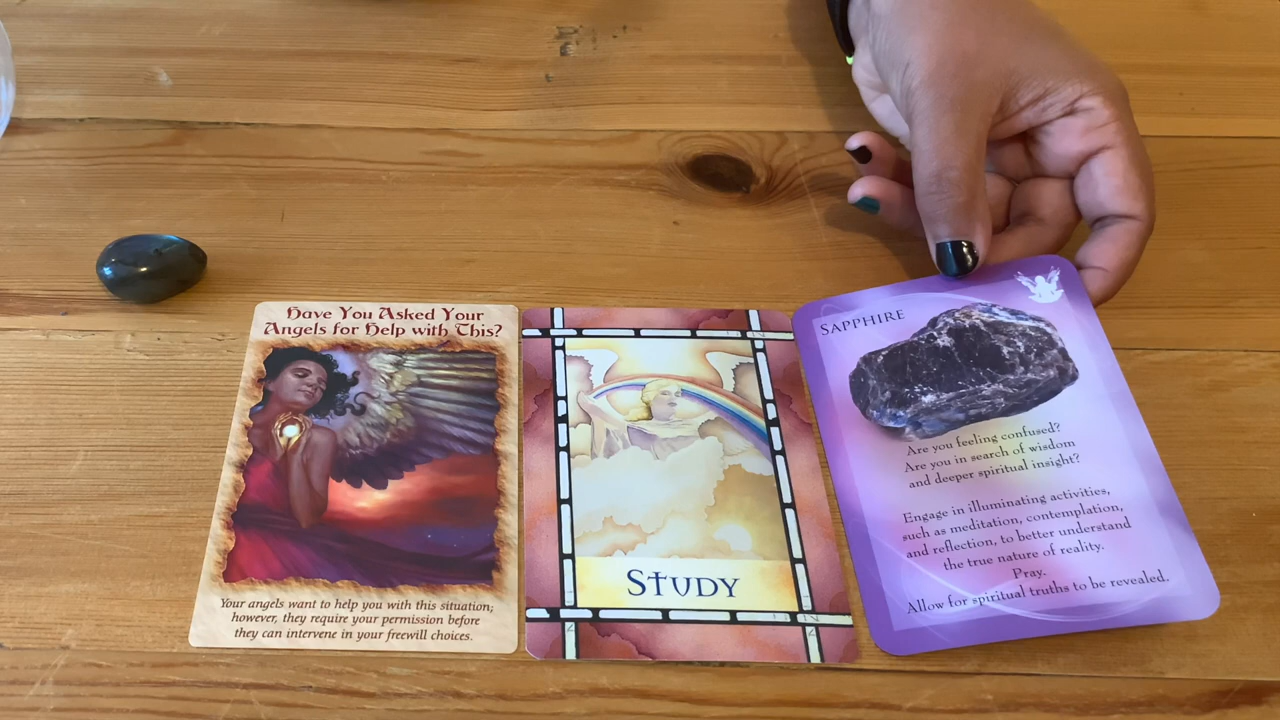 Have You Asked Your
Angels for Help with This?
Your angels want to help you with this situation;
however, they require your permission before
they can intervene in your freewill choices.
STUDY
SAPPHIRE
Are you feeling confused?
Are you in search of wisdom
and deeper spiritual insight?
Engage in illuminating activities,
such as meditation, contemplation,
and reflection, to better understand
the true nature of reality.
Pray.
Allow for spiritual truths to be revealed.